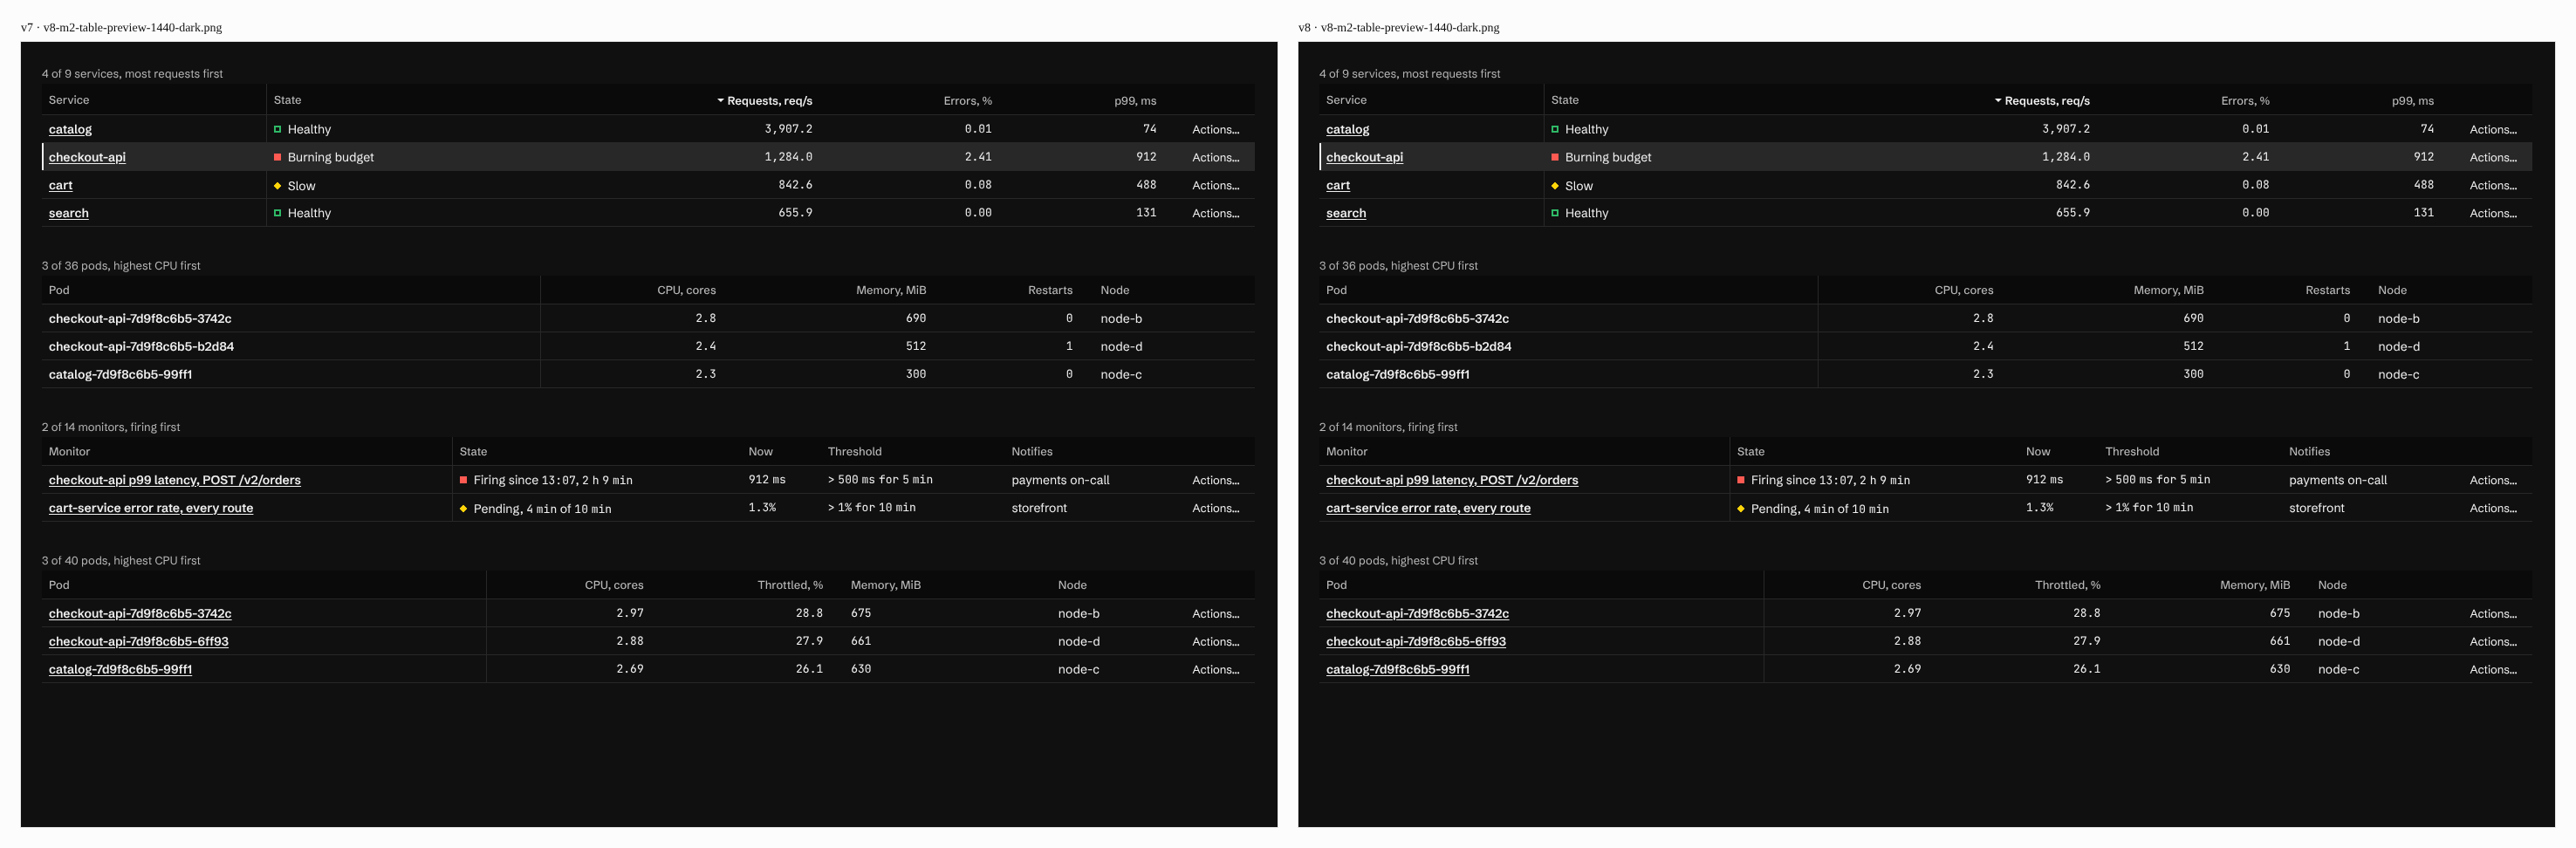 v7 · v8-m2-table-preview-1440-dark.png
4 of 9 services, most requests first
Service State Requests, req/s Errors, % p99, ms
catalog Healthy 3,907.2 0.01 74 Actions...
checkout-api Burning budget 1,284.0 2.41 912 Actions...
cart Slow 842.6 0.08 488 Actions...
search Healthy 655.9 0.00 131 Actions...
3 of 36 pods, highest CPU first
Pod CPU, cores Memory, MiB Restarts Node
checkout-api-7d9f8c6b5-3742c 2.8 690 0 node-b
checkout-api-7d9f8c6b5-b2d84 2.4 512 1 node-d
catalog-7d9f8c6b5-99ff1 2.3 300 0 node-c
2 of 14 monitors, firing first
Monitor State Now Threshold Notifies
checkout-api p99 latency, POST /v2/orders Firing since 13:07, 2 h 9 min 912 ms > 500 ms for 5 min payments on-call Actions...
cart-service error rate, every route Pending, 4 min of 10 min 1.3% > 1% for 10 min storefront Actions...
3 of 40 pods, highest CPU first
Pod CPU, cores Throttled, % Memory, MiB Node
checkout-api-7d9f8c6b5-3742c 2.97 28.8 675 node-b Actions...
checkout-api-7d9f8c6b5-6ff93 2.88 27.9 661 node-d Actions...
catalog-7d9f8c6b5-99ff1 2.69 26.1 630 node-c Actions...
v8 · v8-m2-table-preview-1440-dark.png
4 of 9 services, most requests first
Service State Requests, req/s Errors, % p99, ms
catalog Healthy 3,907.2 0.01 74 Actions...
checkout-api Burning budget 1,284.0 2.41 912 Actions...
cart Slow 842.6 0.08 488 Actions...
search Healthy 655.9 0.00 131 Actions...
3 of 36 pods, highest CPU first
Pod CPU, cores Memory, MiB Restarts Node
checkout-api-7d9f8c6b5-3742c 2.8 690 0 node-b
checkout-api-7d9f8c6b5-b2d84 2.4 512 1 node-d
catalog-7d9f8c6b5-99ff1 2.3 300 0 node-c
2 of 14 monitors, firing first
Monitor State Now Threshold Notifies
checkout-api p99 latency, POST /v2/orders Firing since 13:07, 2 h 9 min 912 ms > 500 ms for 5 min payments on-call Actions...
cart-service error rate, every route Pending, 4 min of 10 min 1.3% > 1% for 10 min storefront Actions...
3 of 40 pods, highest CPU first
Pod CPU, cores Throttled, % Memory, MiB Node
checkout-api-7d9f8c6b5-3742c 2.97 28.8 675 node-b Actions...
checkout-api-7d9f8c6b5-6ff93 2.88 27.9 661 node-d Actions...
catalog-7d9f8c6b5-99ff1 2.69 26.1 630 node-c Actions...